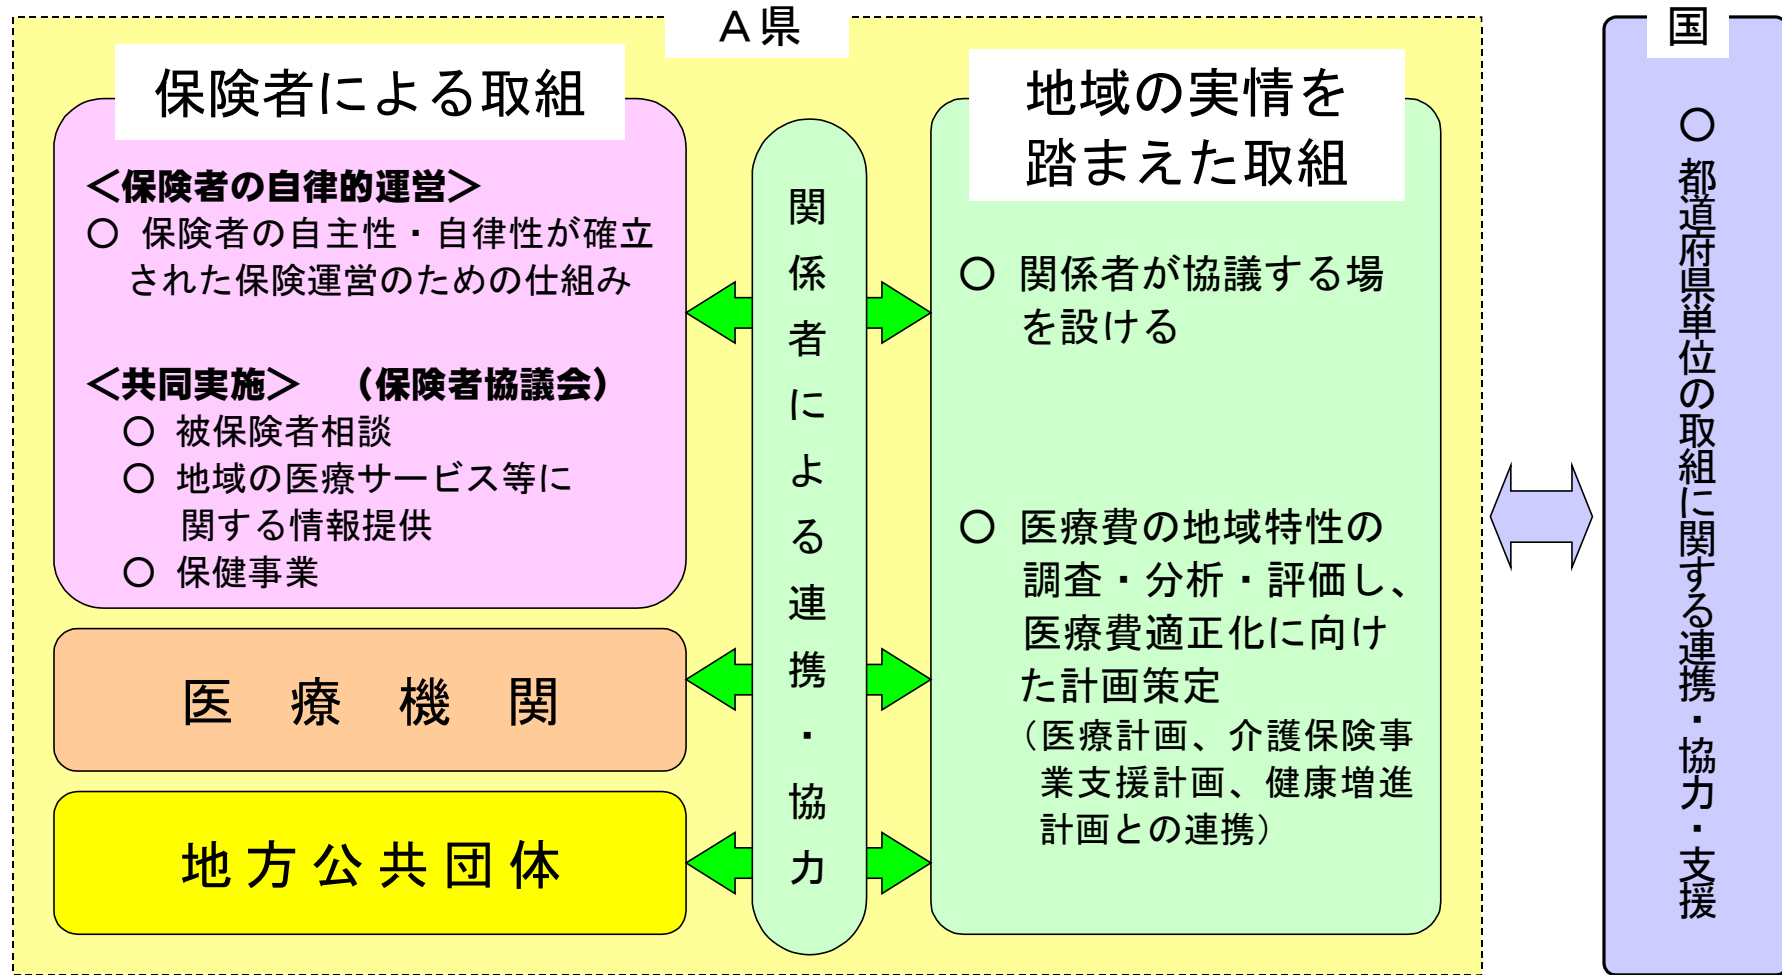 A県
保険者による取組
＜保険者の自律的運営＞
○ 保険者の自主性・自律性が確立
された保険運営のための仕組み
＜共同実施＞ （保険者協議会）
○ 被保険者相談
○ 地域の医療サービス等に
関する情報提供
○ 保健事業
医療機関
地方公共団体
関係者による連携・協力
地域の実情を
踏まえた取組
○ 関係者が協議する場
を設ける
○ 医療費の地域特性の
調査・分析・評価し、
医療費適正化に向け
た計画策定
（医療計画、介護保険事
業支援計画、健康増進
計画との連携）
国
○ 都道府県単位の取組に関する連携・協力・支援